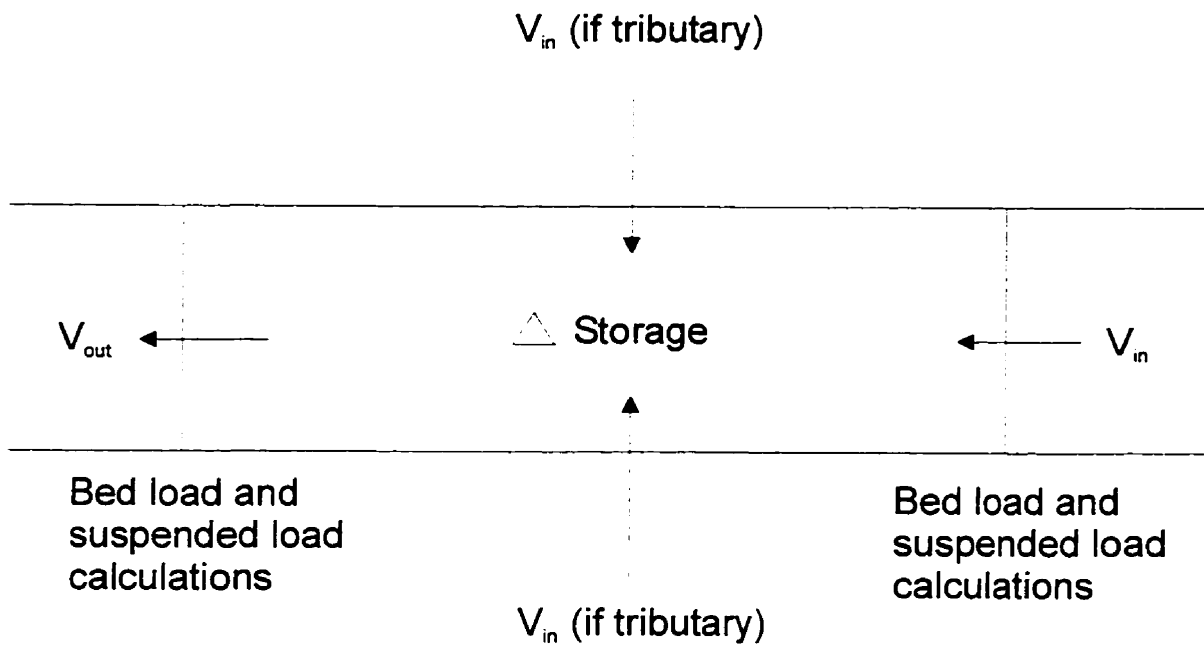 V_in (if tributary)
V_out
△ Storage
V_in
Bed load and
suspended load
calculations
Bed load and
suspended load
calculations
V_in (if tributary)